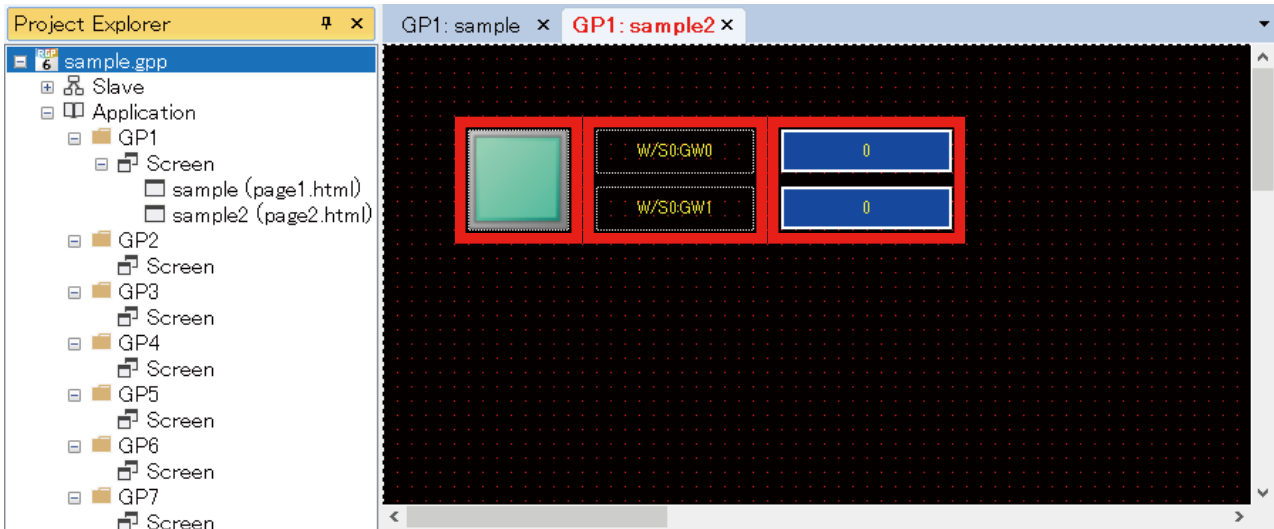 Project Explorer
sample.gpp
Slave
Application
GP1
Screen
sample (page1.html)
sample2 (page2.html)
GP2
Screen
GP3
Screen
GP4
Screen
GP5
Screen
GP6
Screen
GP7
Screen
GP1: sample
GP1: sample2
W/S0:GW0
0
W/S0:GW1
0